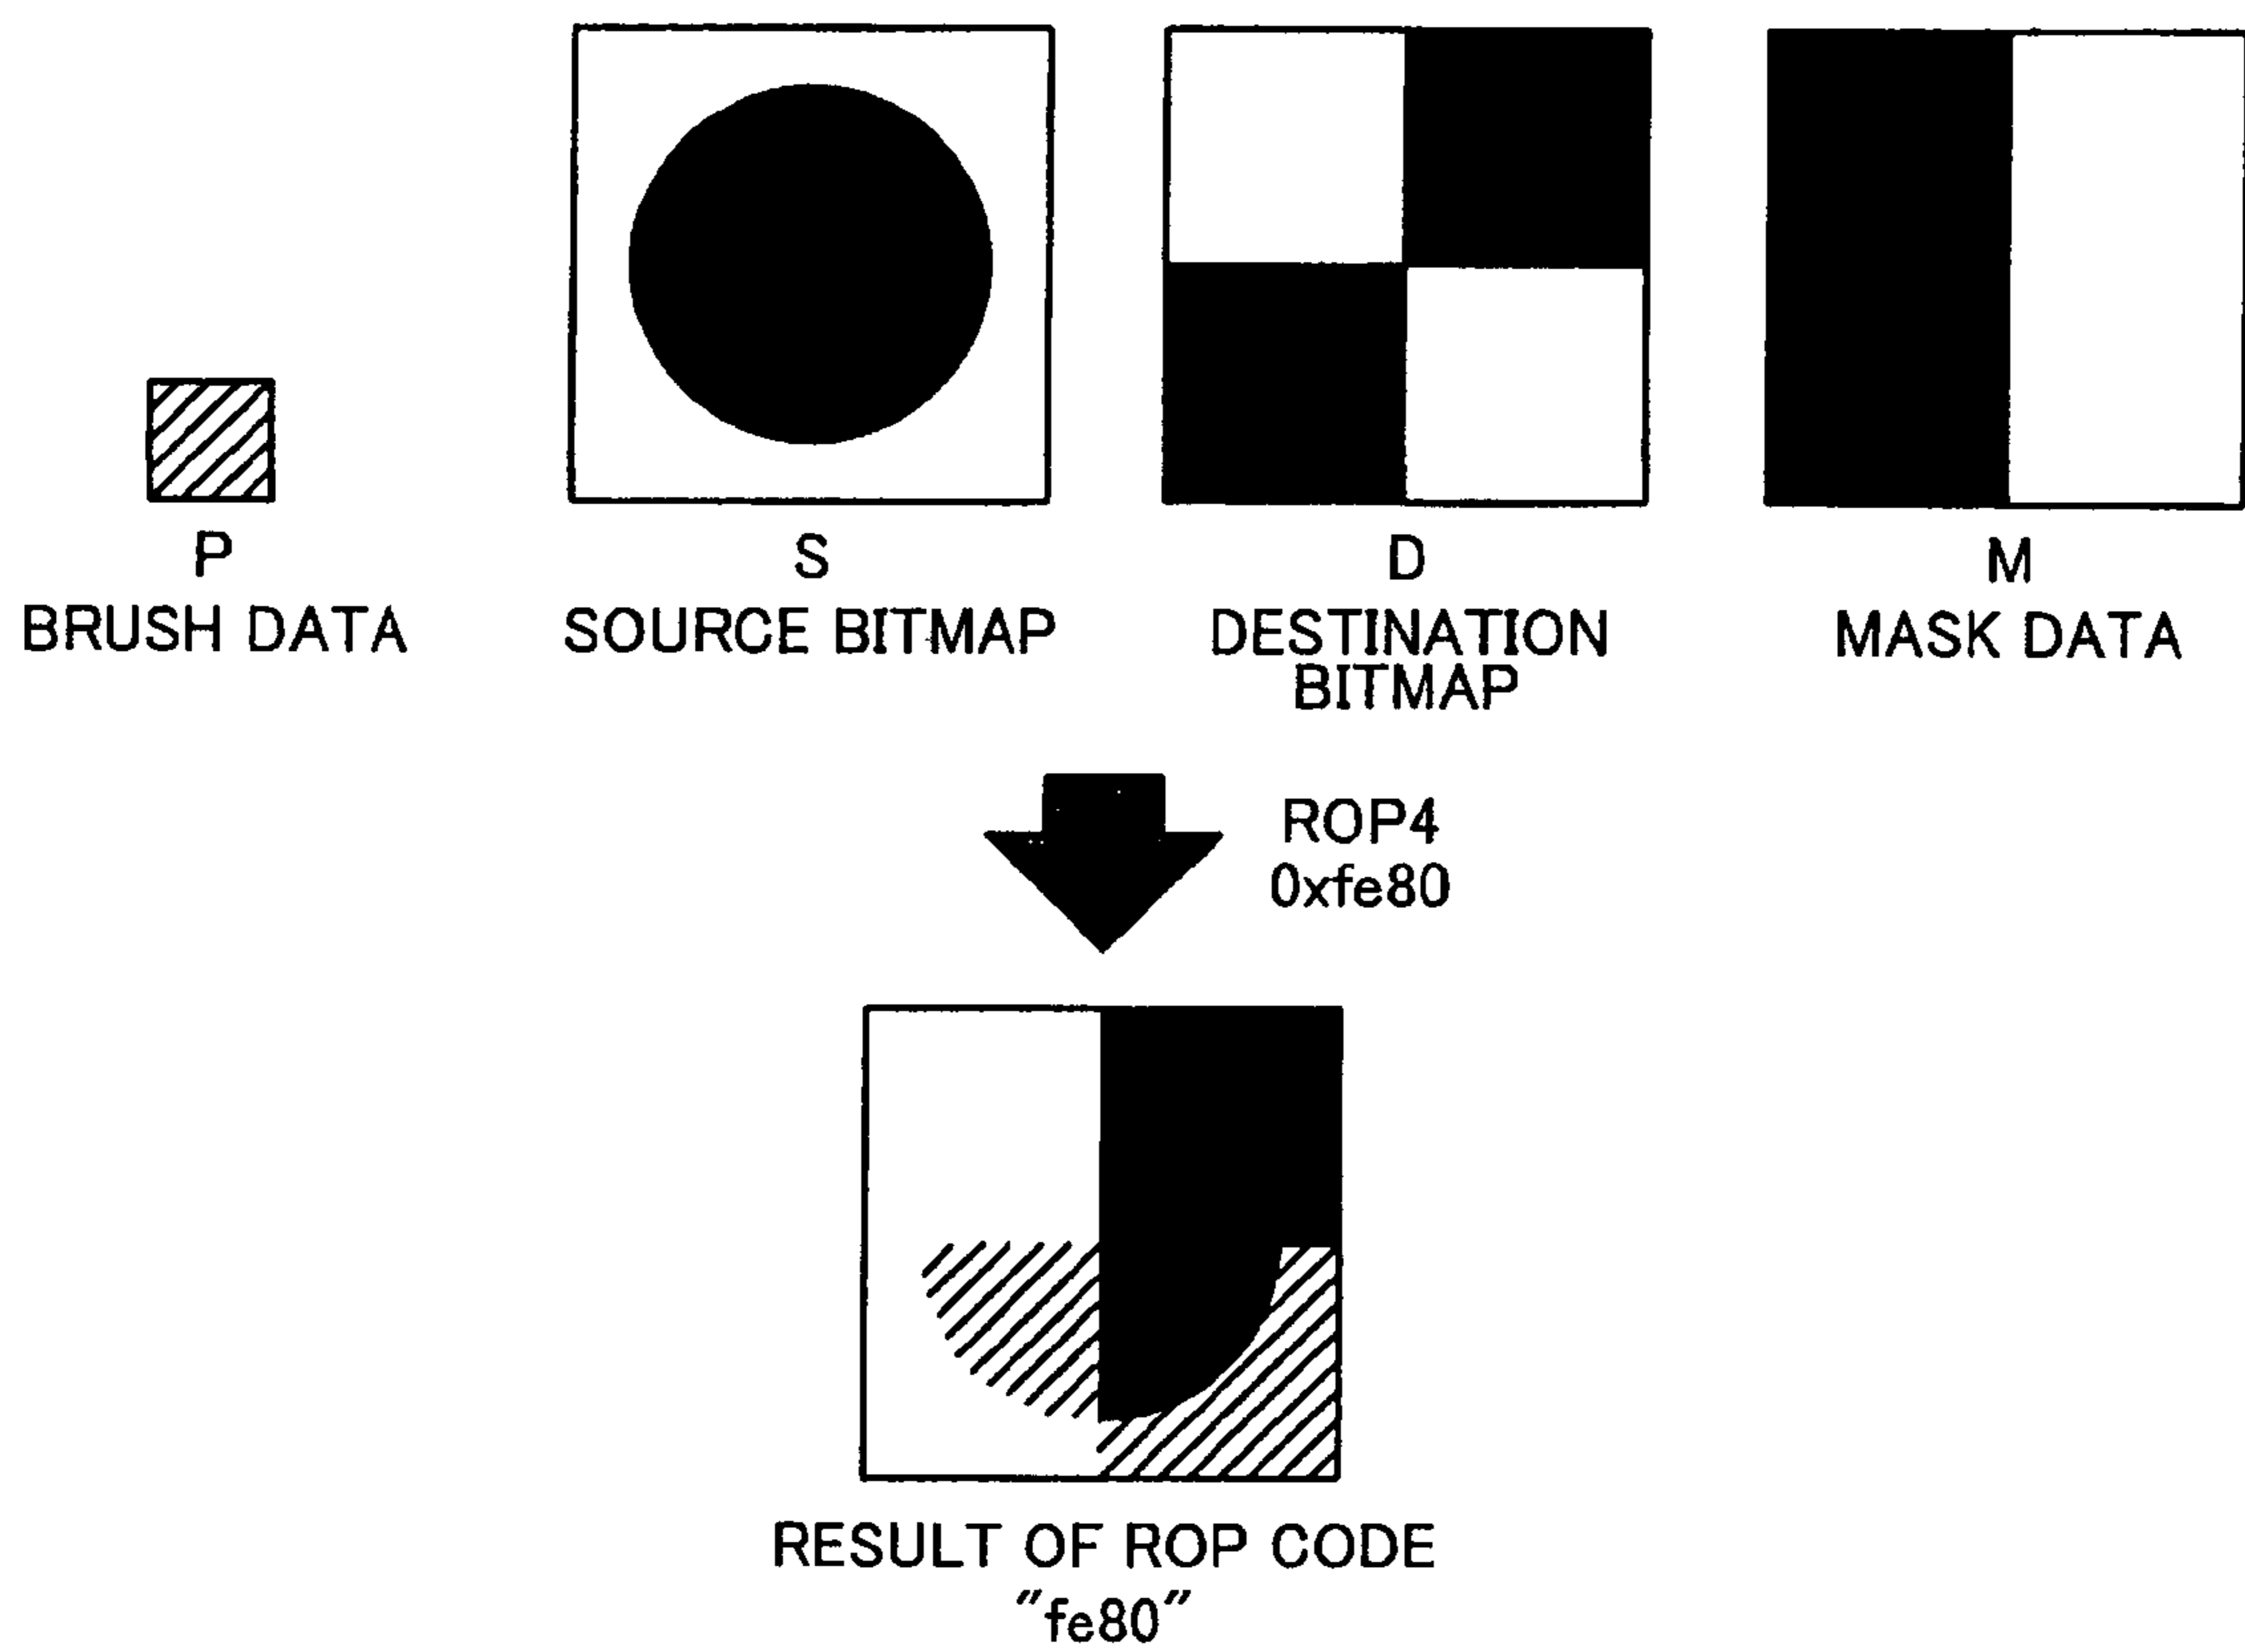 P
BRUSH DATA
S
SOURCE BITMAP
D
DESTINATION
BITMAP
M
MASK DATA
ROP4
0xfe80
RESULT OF ROP CODE
"fe80"